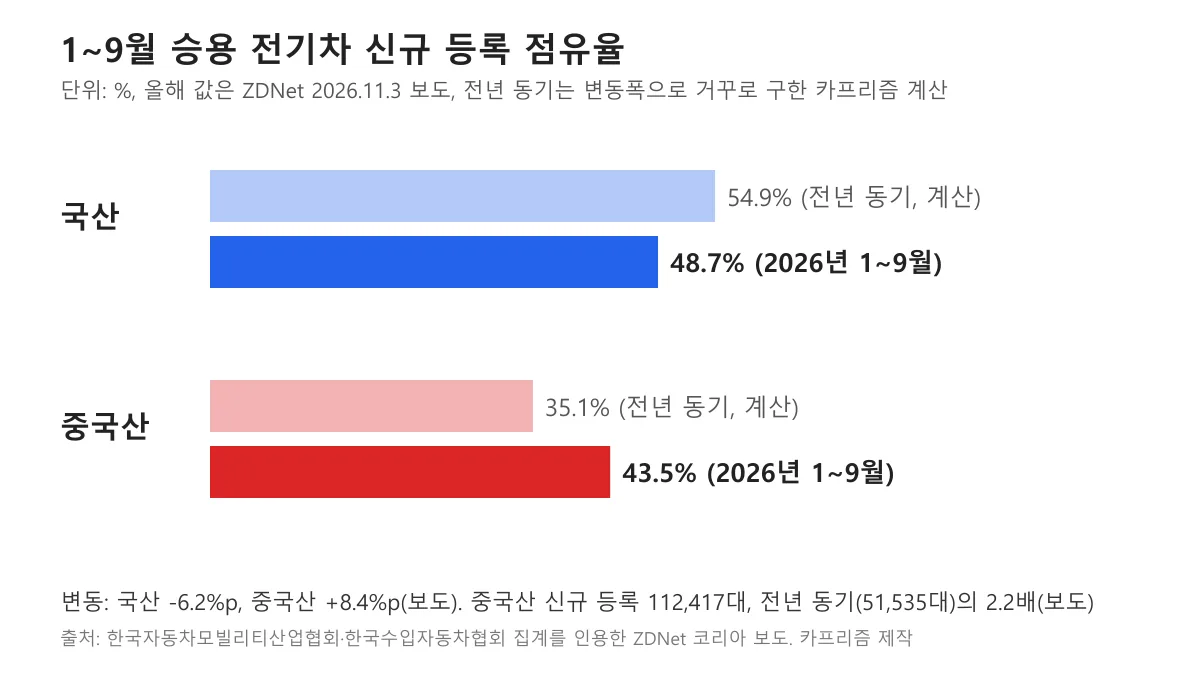 1~9월 승용 전기차 신규 등록 점유율
단위: %, 올해 값은 ZDNet 2026.11.3 보도, 전년 동기는 변동폭으로 거꾸로 구한 카프리즘 계산
국산
54.9% (전년 동기, 계산)
48.7% (2026년 1~9월)
중국산
35.1% (전년 동기, 계산)
43.5% (2026년 1~9월)
변동: 국산 -6.2%p, 중국산 +8.4%p(보도). 중국산 신규 등록 112,417대, 전년 동기(51,535대)의 2.2배(보도)
출처: 한국자동차모빌리티산업협회·한국수입자동차협회 집계를 인용한 ZDNet 코리아 보도. 카프리즘 제작